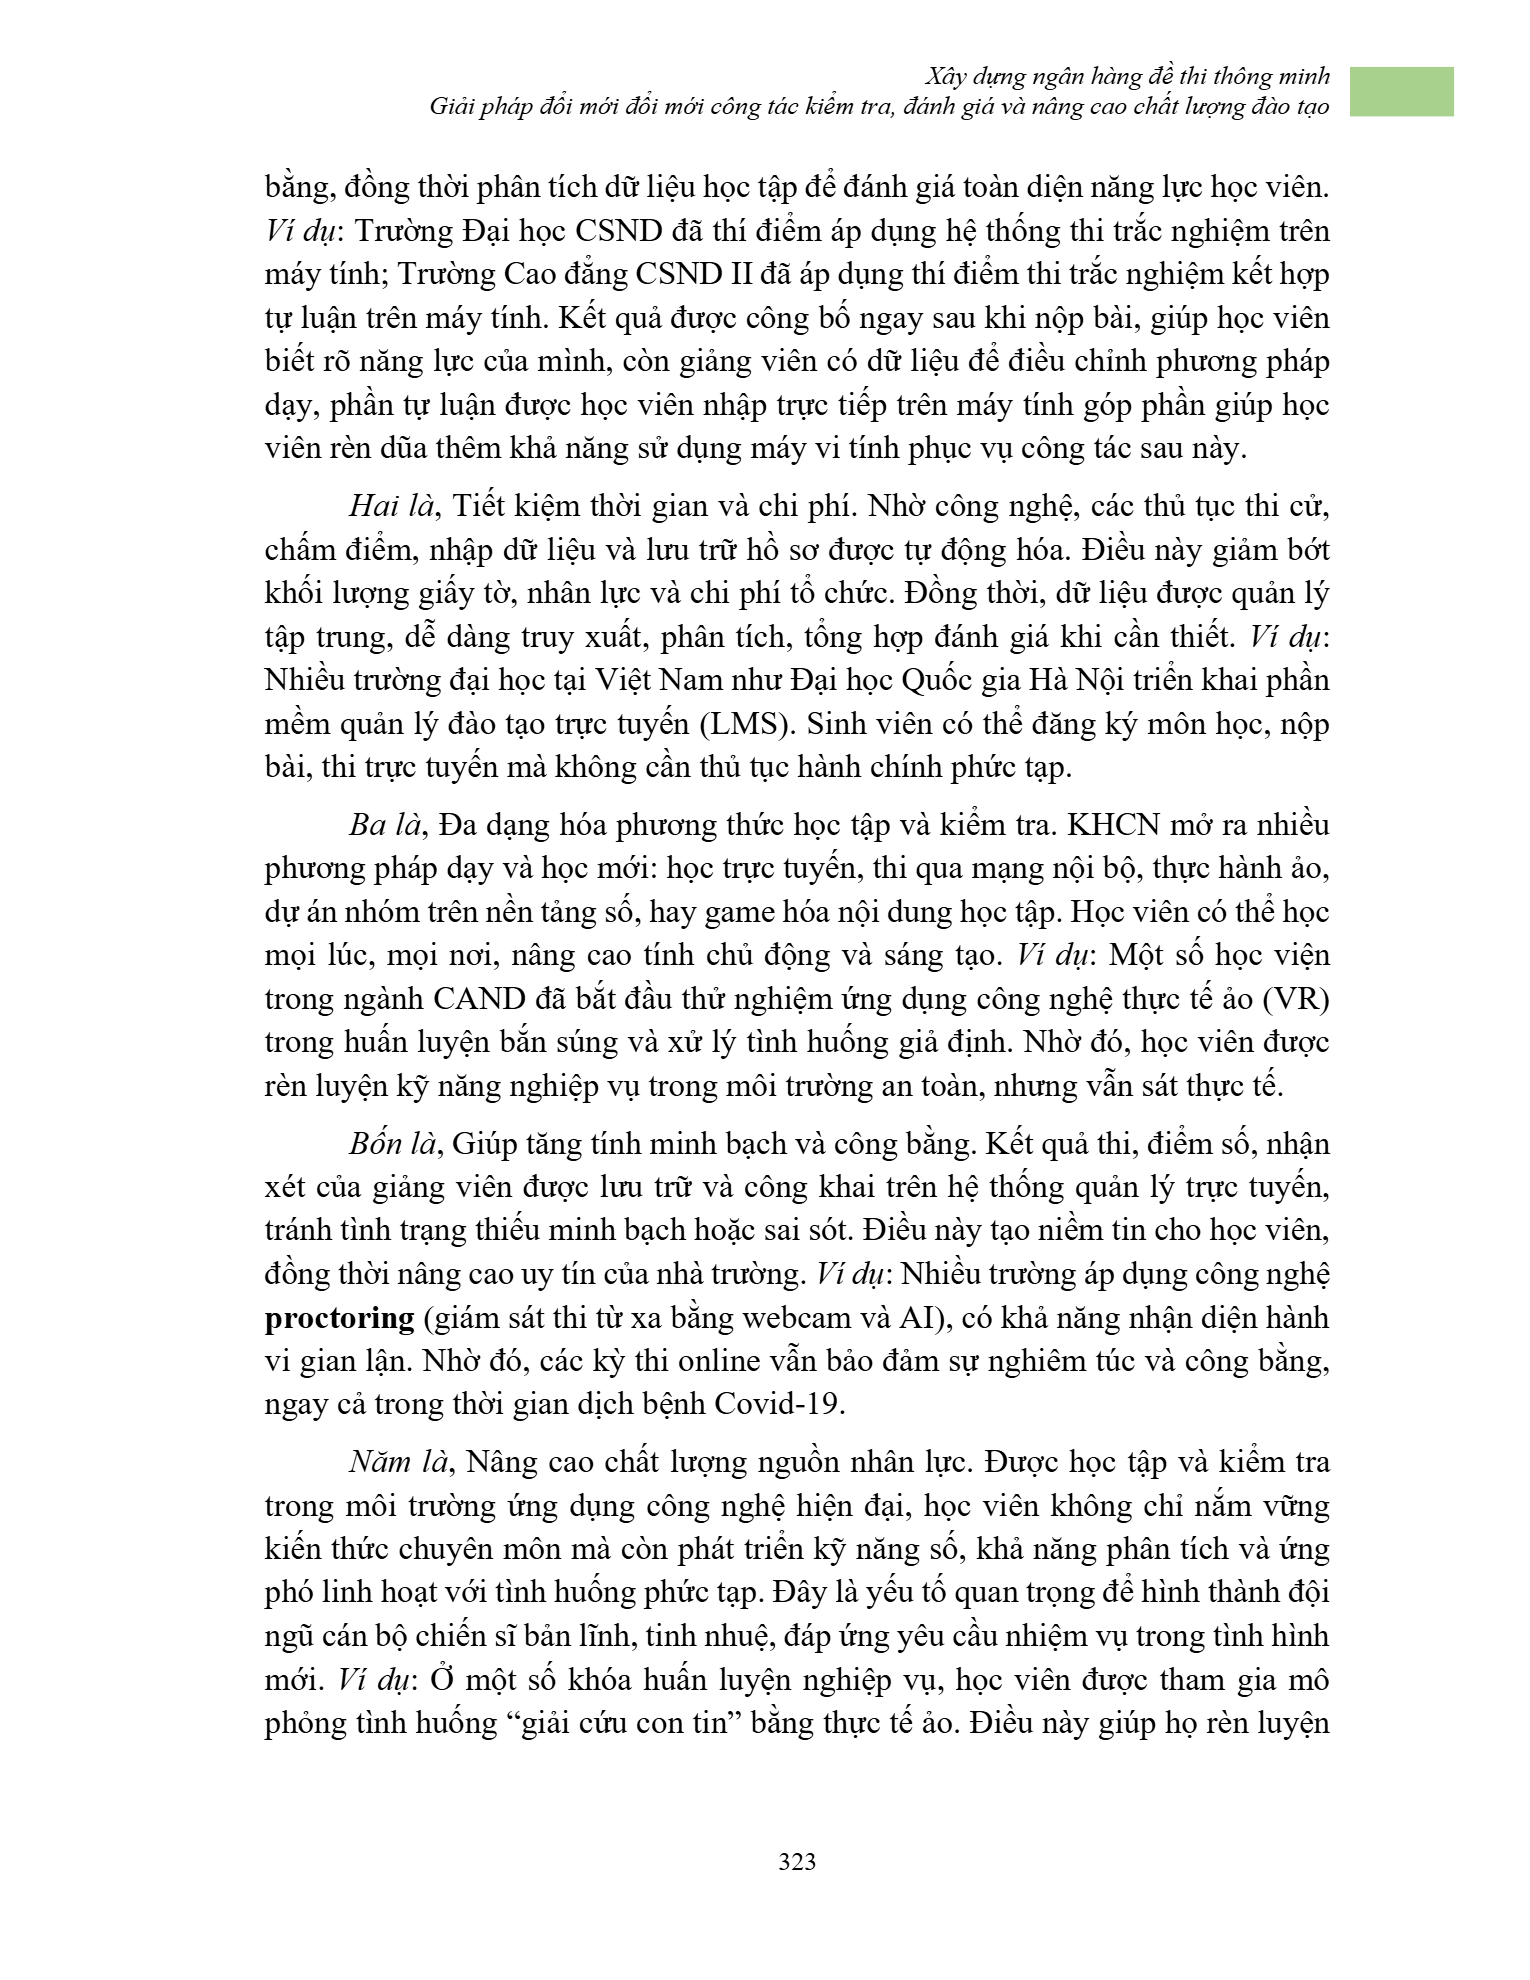 Xây dựng ngân hàng đề thi thông minh
Giải pháp đổi mới đổi mới công tác kiểm tra, đánh giá và nâng cao chất lượng đào tạo
bằng, đồng thời phân tích dữ liệu học tập để đánh giá toàn diện năng lực học viên.
Ví dụ: Trường Đại học CSND đã thí điểm áp dụng hệ thống thi trắc nghiệm trên
máy tính; Trường Cao đẳng CSND II đã áp dụng thí điểm thi trắc nghiệm kết hợp
tự luận trên máy tính. Kết quả được công bố ngay sau khi nộp bài, giúp học viên
biết rõ năng lực của mình, còn giảng viên có dữ liệu để điều chỉnh phương pháp
dạy, phần tự luận được học viên nhập trực tiếp trên máy tính góp phần giúp học
viên rèn dũa thêm khả năng sử dụng máy vi tính phục vụ công tác sau này.
Hai là, Tiết kiệm thời gian và chi phí. Nhờ công nghệ, các thủ tục thi cử,
chấm điểm, nhập dữ liệu và lưu trữ hồ sơ được tự động hóa. Điều này giảm bớt
khối lượng giấy tờ, nhân lực và chi phí tổ chức. Đồng thời, dữ liệu được quản lý
tập trung, dễ dàng truy xuất, phân tích, tổng hợp đánh giá khi cần thiết. Ví dụ:
Nhiều trường đại học tại Việt Nam như Đại học Quốc gia Hà Nội triển khai phần
mềm quản lý đào tạo trực tuyến (LMS). Sinh viên có thể đăng ký môn học, nộp
bài, thi trực tuyến mà không cần thủ tục hành chính phức tạp.
Ba là, Đa dạng hóa phương thức học tập và kiểm tra. KHCN mở ra nhiều
phương pháp dạy và học mới: học trực tuyến, thi qua mạng nội bộ, thực hành ảo,
dự án nhóm trên nền tảng số, hay game hóa nội dung học tập. Học viên có thể học
mọi lúc, mọi nơi, nâng cao tính chủ động và sáng tạo. Ví dụ: Một số học viện
trong ngành CAND đã bắt đầu thử nghiệm ứng dụng công nghệ thực tế ảo (VR)
trong huấn luyện bắn súng và xử lý tình huống giả định. Nhờ đó, học viên được
rèn luyện kỹ năng nghiệp vụ trong môi trường an toàn, nhưng vẫn sát thực tế.
Bốn là, Giúp tăng tính minh bạch và công bằng. Kết quả thi, điểm số, nhận
xét của giảng viên được lưu trữ và công khai trên hệ thống quản lý trực tuyến,
tránh tình trạng thiếu minh bạch hoặc sai sót. Điều này tạo niềm tin cho học viên,
đồng thời nâng cao uy tín của nhà trường. Ví dụ: Nhiều trường áp dụng công nghệ
proctoring (giám sát thi từ xa bằng webcam và AI), có khả năng nhận diện hành
vi gian lận. Nhờ đó, các kỳ thi online vẫn bảo đảm sự nghiêm túc và công bằng,
ngay cả trong thời gian dịch bệnh Covid-19.
Năm là, Nâng cao chất lượng nguồn nhân lực. Được học tập và kiểm tra
trong môi trường ứng dụng công nghệ hiện đại, học viên không chỉ nắm vững
kiến thức chuyên môn mà còn phát triển kỹ năng số, khả năng phân tích và ứng
phó linh hoạt với tình huống phức tạp. Đây là yếu tố quan trọng để hình thành đội
ngũ cán bộ chiến sĩ bản lĩnh, tinh nhuệ, đáp ứng yêu cầu nhiệm vụ trong tình hình
mới. Ví dụ: Ở một số khóa huấn luyện nghiệp vụ, học viên được tham gia mô
phỏng tình huống “giải cứu con tin” bằng thực tế ảo. Điều này giúp họ rèn luyện
323